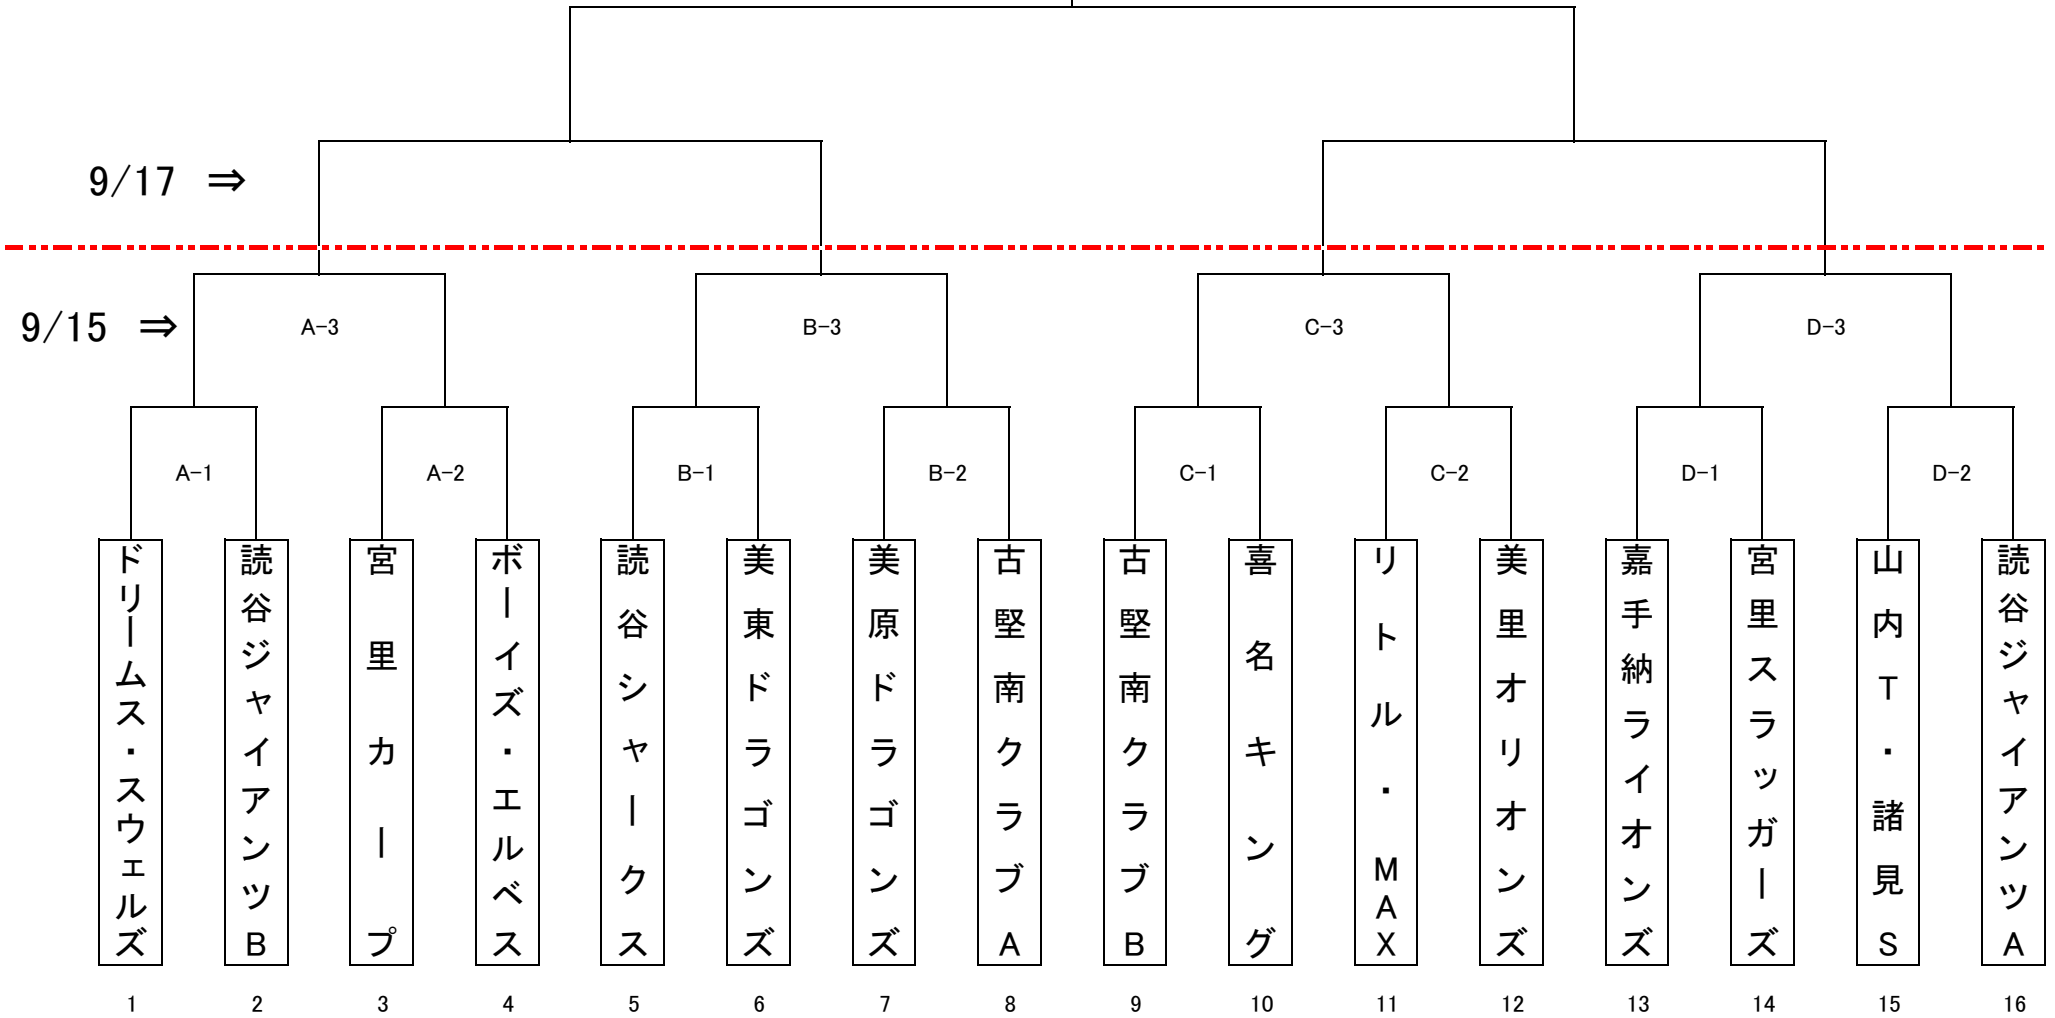 9/17 ⇒
9/15 ⇒
A-3
B-3
C-3
D-3
A-1
A-2
B-1
B-2
C-1
C-2
D-1
D-2
ドリームス・スウェルズ
読谷ジャイアンツB
宮里カープ
ボーイズ・エルベス
読谷シャークス
美東ドラゴンズ
美原ドラゴンズ
古堅南クラブA
古堅南クラブB
喜名キング
リトル・MAX
美里オリオンズ
嘉手納ライオンズ
宮里スラッガーズ
山内T・諸見S
読谷ジャイアンツA
1
2
3
4
5
6
7
8
9
10
11
12
13
14
15
16